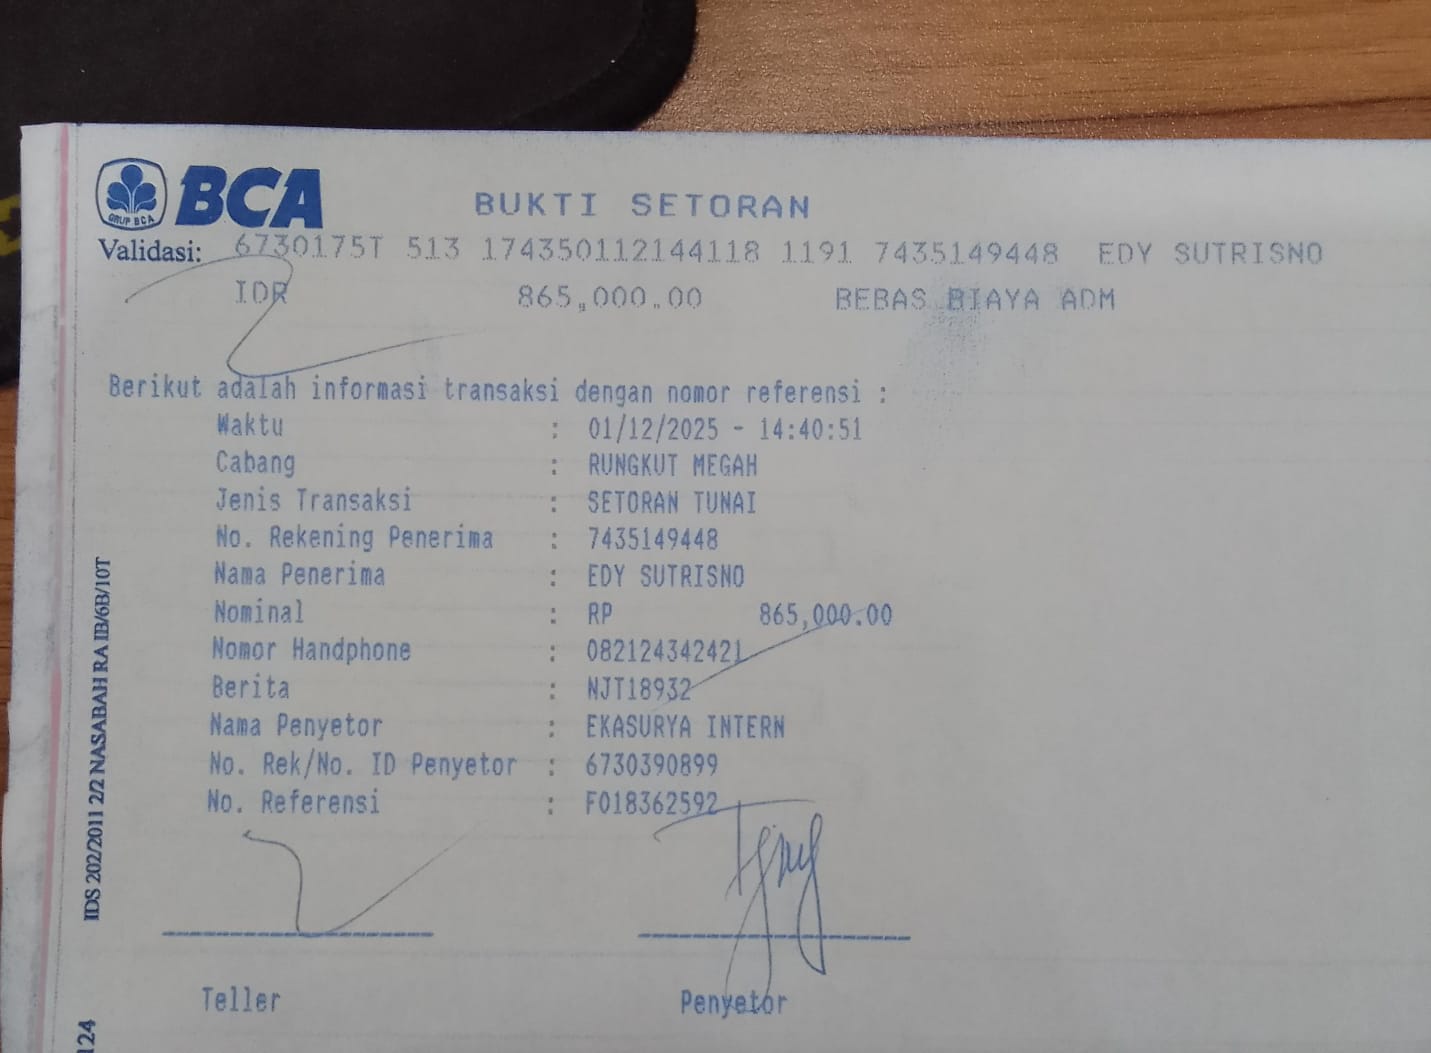 GRUP BCA
BCA
BUKTI SETORAN
Validasi: 6730175T 513 174350112144118 1191 7435149448 EDY SUTRISNO
IDR 865,000.00 BEBAS BIAYA ADM
Berikut adalah informasi transaksi dengan nomor referensi :
Waktu : 01/12/2025 - 14:40:51
Cabang : RUNGKUT MEGAH
Jenis Transaksi : SETORAN TUNAI
No. Rekening Penerima : 7435149448
Nama Penerima : EDY SUTRISNO
Nominal : RP 865,000.00
Nomor Handphone : 082124342421
Berita : NJT18932
Nama Penyetor : EKASURYA INTERN
No. Rek/No. ID Penyetor : 6730390899
No. Referensi : F018362592
Teller Penyetor
IDS 202/2011 2/2 NASABAH RA IB/6B/10T
124